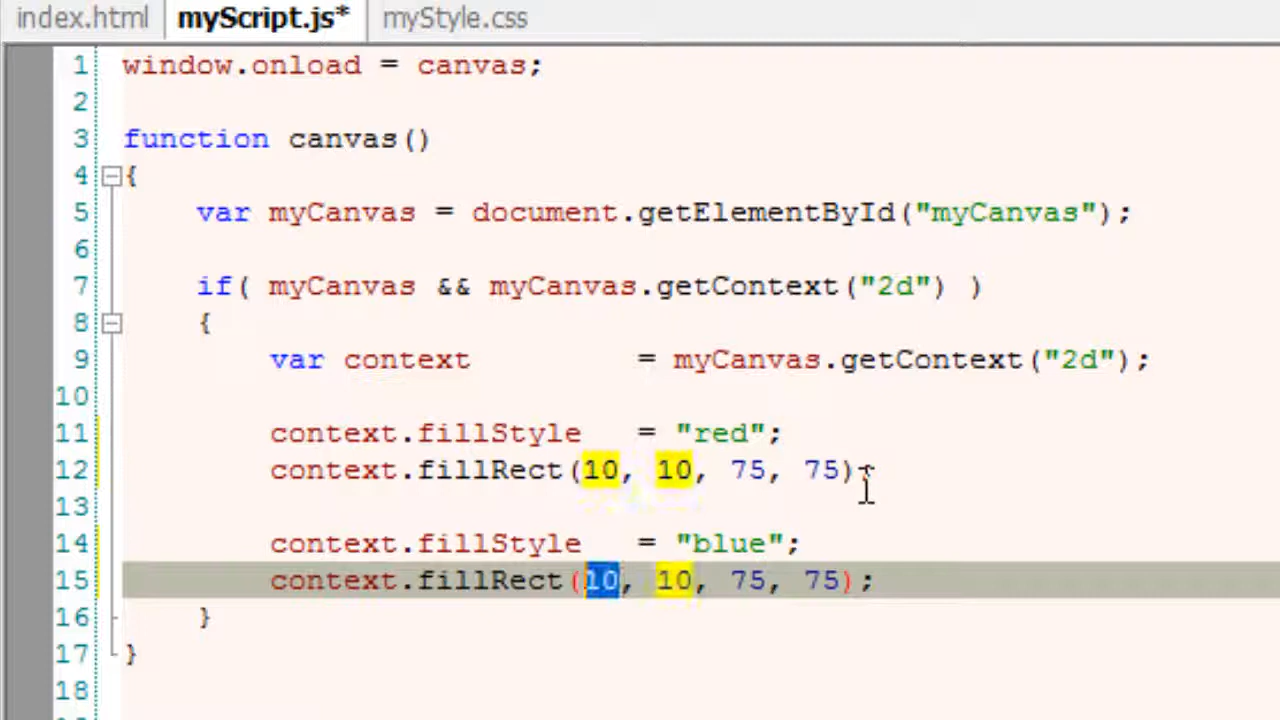 index.html myScript.js* myStyle.css
1 window.onload = canvas;
2
3 function canvas()
4 {
5 var myCanvas = document.getElementById("myCanvas");
6
7 if( myCanvas && myCanvas.getContext("2d") )
8 {
9 var context = myCanvas.getContext("2d");
10
11 context.fillStyle = "red";
12 context.fillRect(10, 10, 75, 75);
13
14 context.fillStyle = "blue";
15 context.fillRect(10, 10, 75, 75);
16 }
17 }
18